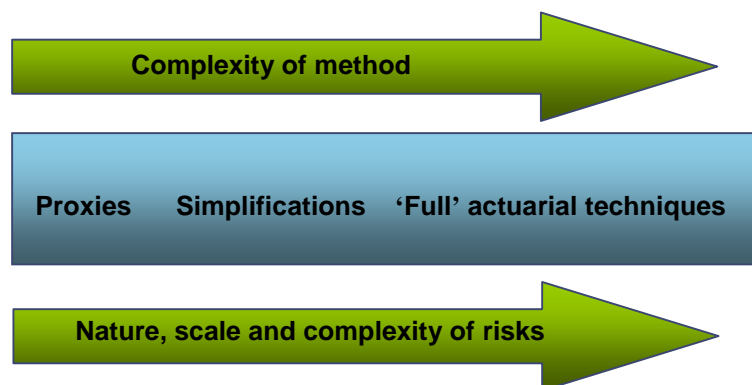 Complexity of method
Proxies Simplifications ‘Full’ actuarial techniques
Nature, scale and complexity of risks